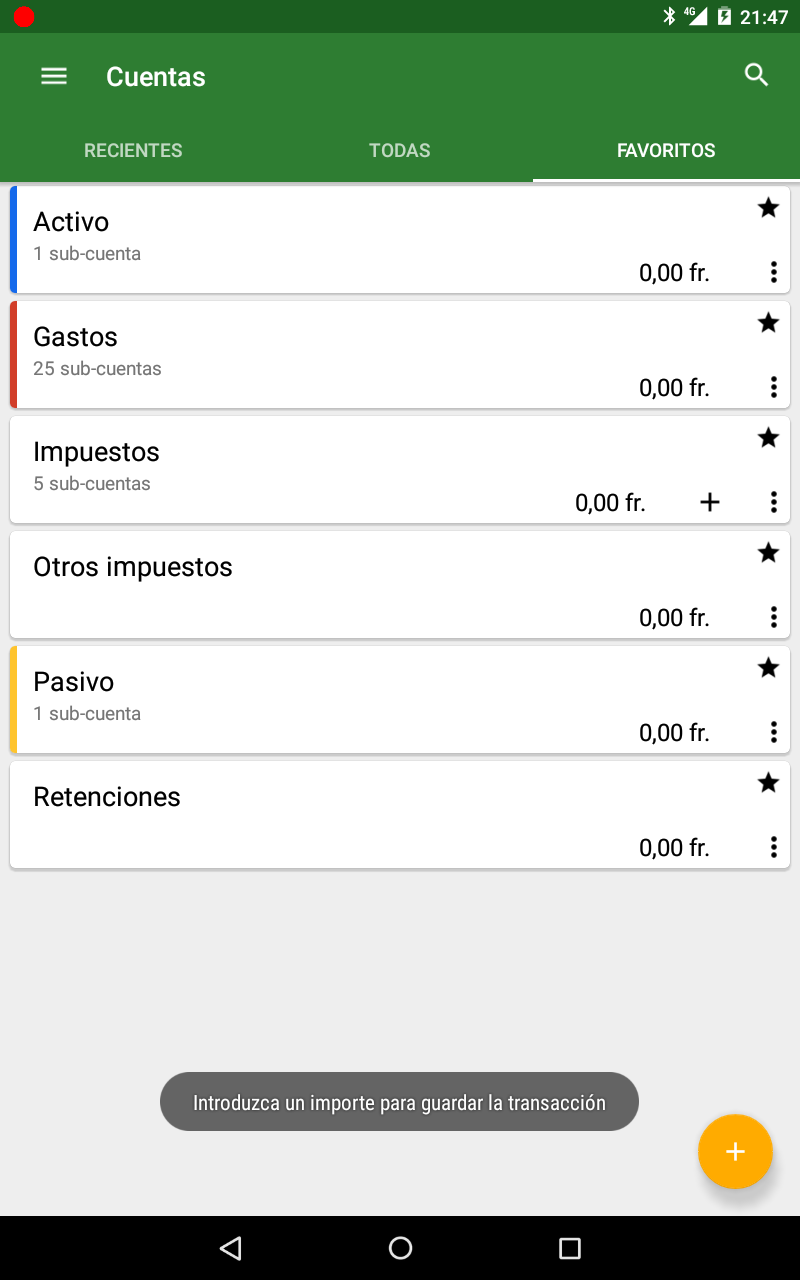 4G 21:47
Cuentas
RECIENTES TODAS FAVORITOS
Activo
1 sub-cuenta
0,00 fr.
Gastos
25 sub-cuentas
0,00 fr.
Impuestos
5 sub-cuentas
0,00 fr.
Otros impuestos
0,00 fr.
Pasivo
1 sub-cuenta
0,00 fr.
Retenciones
0,00 fr.
Introduzca un importe para guardar la transacción